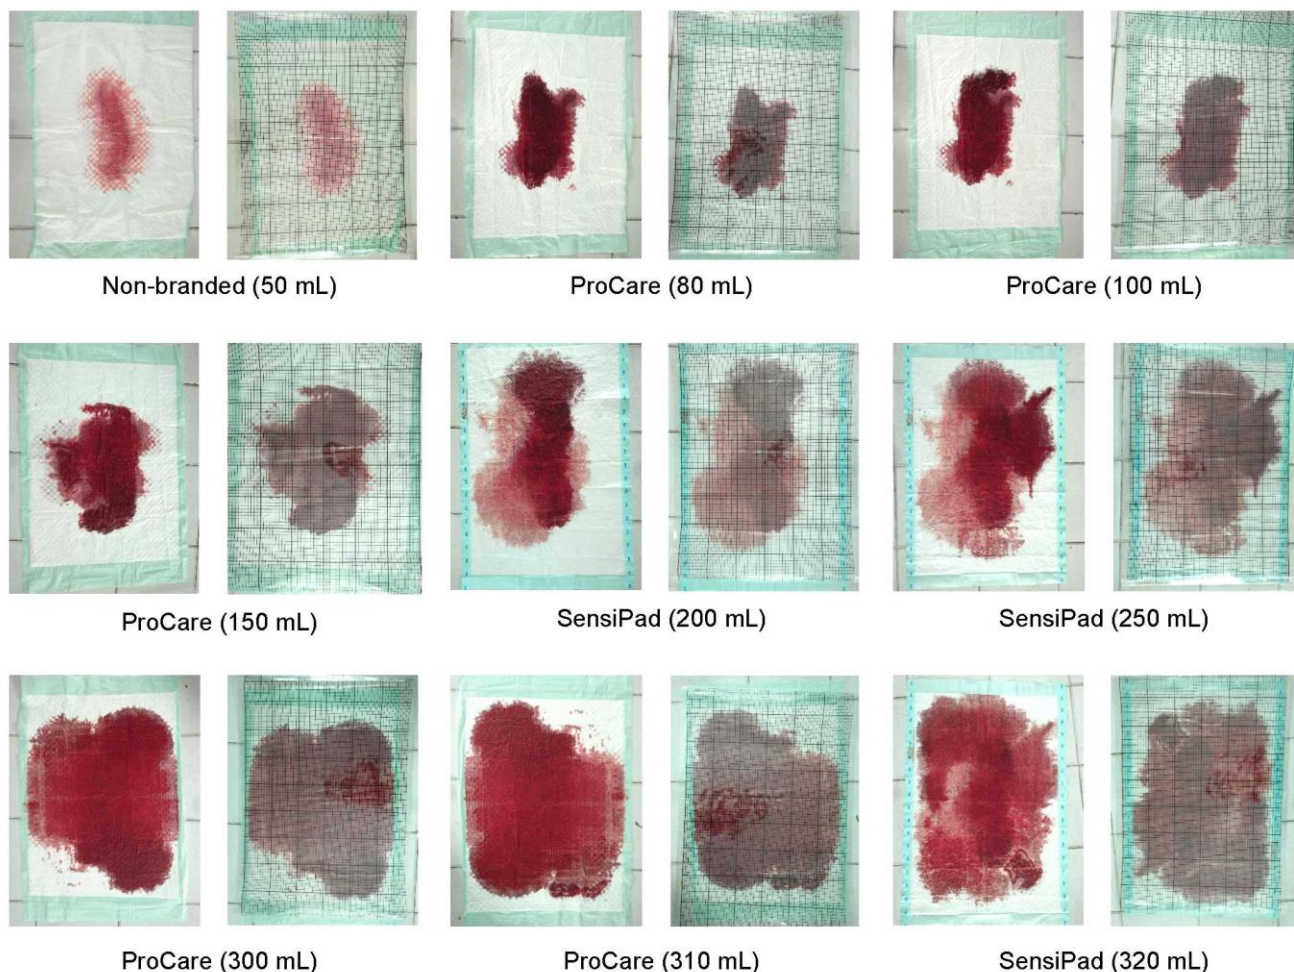 Non-branded (50 mL)
ProCare (80 mL)
ProCare (100 mL)
ProCare (150 mL)
SensiPad (200 mL)
SensiPad (250 mL)
ProCare (300 mL)
ProCare (310 mL)
SensiPad (320 mL)